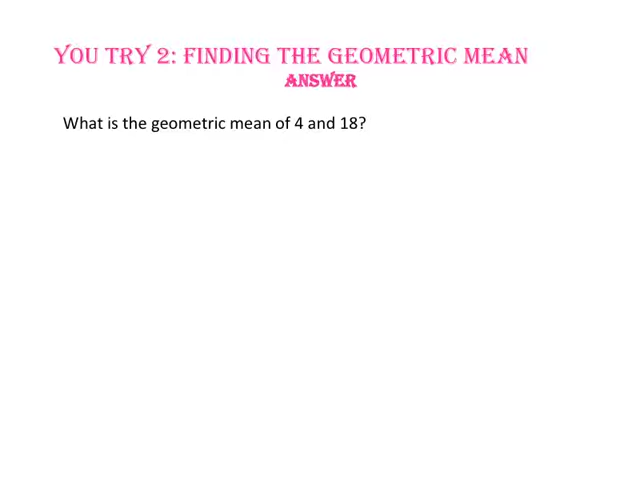 YOU TRY 2: FINDING THE GEOMETRIC MEAN
ANSWER
What is the geometric mean of 4 and 18?